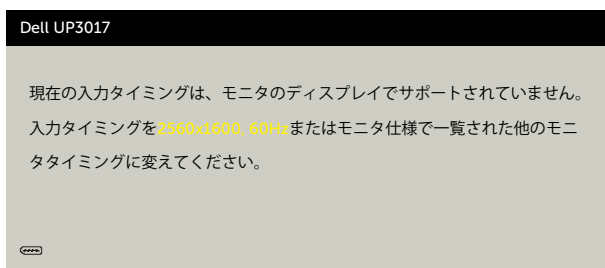 Dell UP3017
現在の入力タイミングは、モニタのディスプレイでサポートされていません。
入力タイミングを2560x1600, 60Hzまたはモニタ仕様で一覧された他のモニ
タタイミングに変えてください。